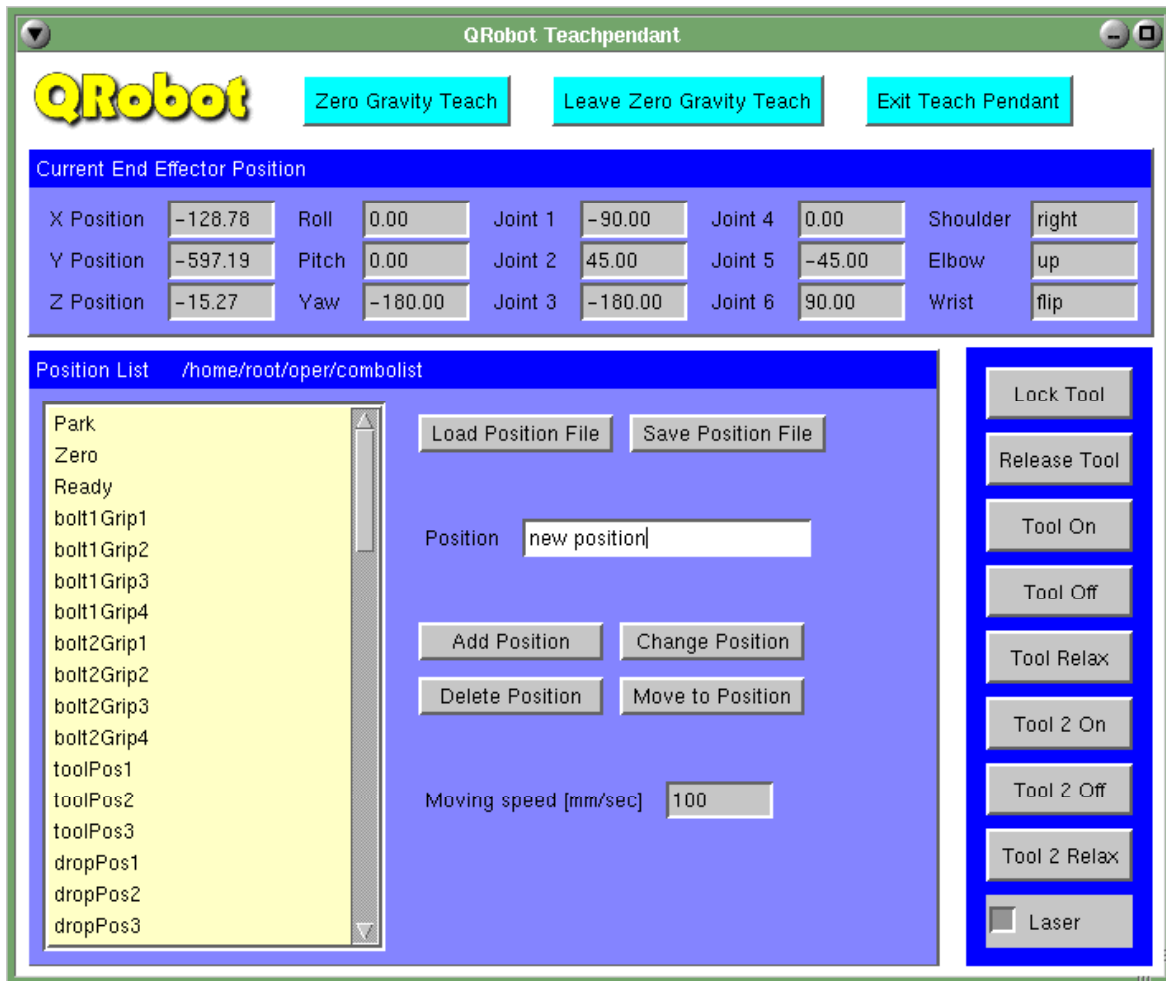 QRobot Teachpendant
QRobot
Zero Gravity Teach
Leave Zero Gravity Teach
Exit Teach Pendant
Current End Effector Position
X Position -128.78 Roll 0.00 Joint 1 -90.00 Joint 4 0.00 Shoulder right
Y Position -597.19 Pitch 0.00 Joint 2 45.00 Joint 5 -45.00 Elbow up
Z Position -15.27 Yaw -180.00 Joint 3 -180.00 Joint 6 90.00 Wrist flip
Position List /home/root/oper/combolist
Park
Zero
Ready
bolt1Grip1
bolt1Grip2
bolt1Grip3
bolt1Grip4
bolt2Grip1
bolt2Grip2
bolt2Grip3
bolt2Grip4
toolPos1
toolPos2
toolPos3
dropPos1
dropPos2
dropPos3
Load Position File
Save Position File
Position new position
Add Position
Change Position
Delete Position
Move to Position
Moving speed [mm/sec] 100
Lock Tool
Release Tool
Tool On
Tool Off
Tool Relax
Tool 2 On
Tool 2 Off
Tool 2 Relax
Laser